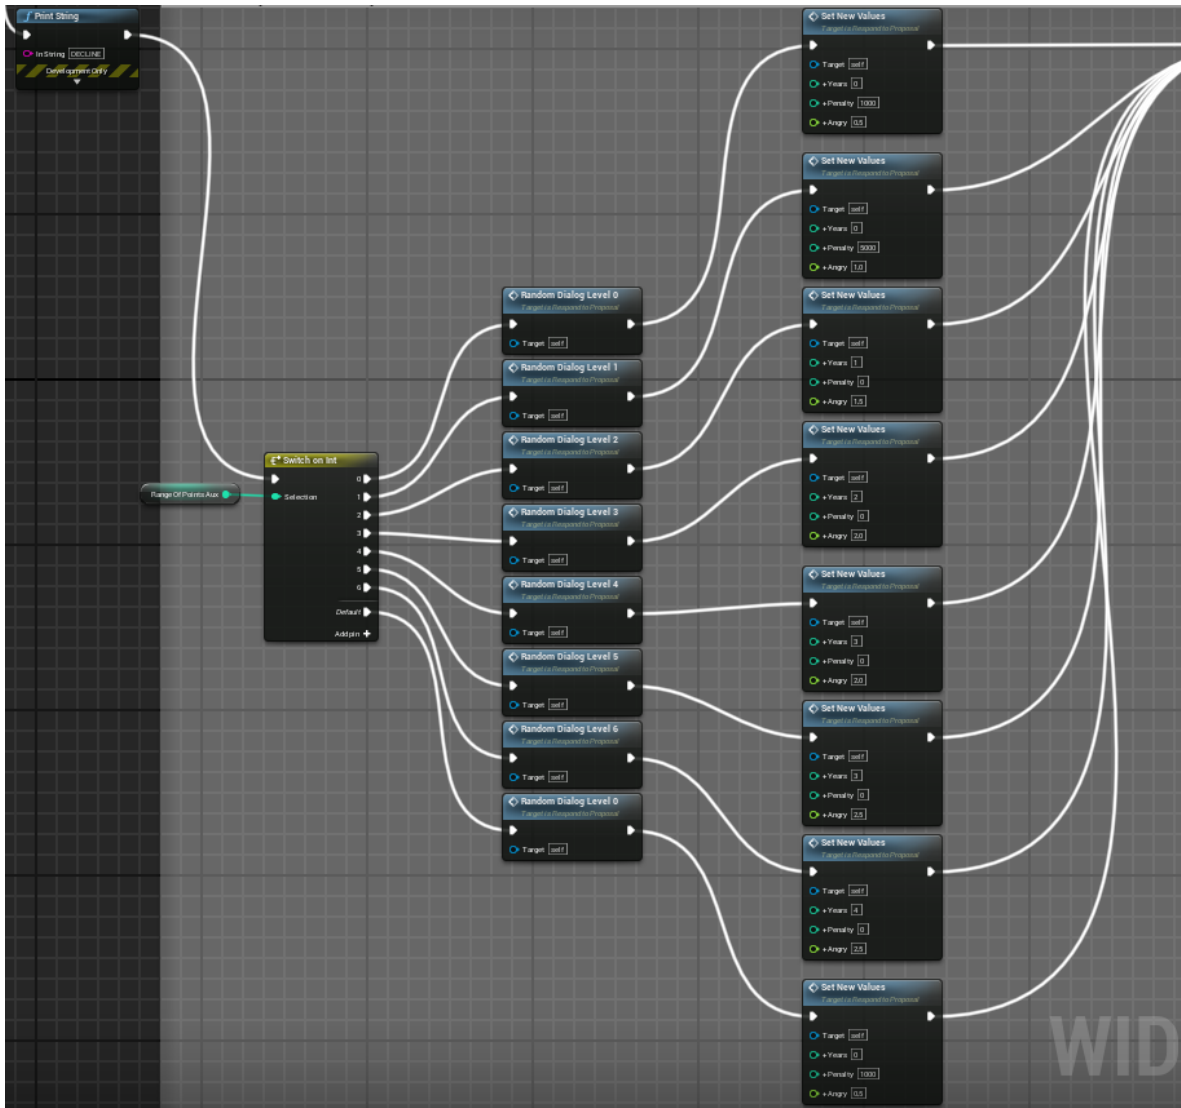 Print String
In String DECLINE
Development Only
Range Of Points Aux
Switch on Int
Selection
0
1
2
3
4
5
6
Default
Add pin +
Random Dialog Level 0
Target is Respond to Proposal
Target self
Random Dialog Level 1
Target is Respond to Proposal
Target self
Random Dialog Level 2
Target is Respond to Proposal
Target self
Random Dialog Level 3
Target is Respond to Proposal
Target self
Random Dialog Level 4
Target is Respond to Proposal
Target self
Random Dialog Level 5
Target is Respond to Proposal
Target self
Random Dialog Level 6
Target is Respond to Proposal
Target self
Random Dialog Level 0
Target is Respond to Proposal
Target self
Set New Values
Target is Respond to Proposal
Target self
+Years 0
+Penalty 1000
+Angry 0.5
Set New Values
Target is Respond to Proposal
Target self
+Years 0
+Penalty 5000
+Angry 1.0
Set New Values
Target is Respond to Proposal
Target self
+Years 1
+Penalty 0
+Angry 1.5
Set New Values
Target is Respond to Proposal
Target self
+Years 2
+Penalty 0
+Angry 2.0
Set New Values
Target is Respond to Proposal
Target self
+Years 3
+Penalty 0
+Angry 2.0
Set New Values
Target is Respond to Proposal
Target self
+Years 3
+Penalty 0
+Angry 2.5
Set New Values
Target is Respond to Proposal
Target self
+Years 4
+Penalty 0
+Angry 2.5
Set New Values
Target is Respond to Proposal
Target self
+Years 0
+Penalty 1000
+Angry 0.5
WID